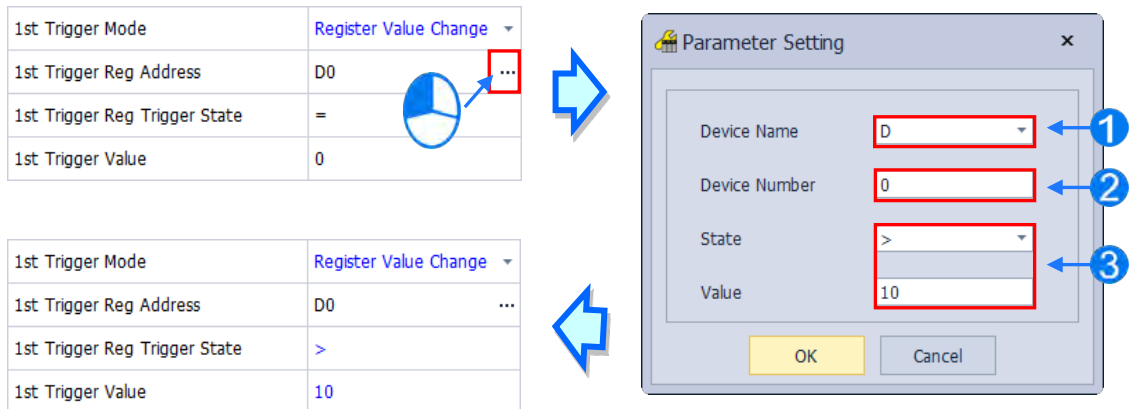 1st Trigger Mode Register Value Change
1st Trigger Reg Address D0 ...
1st Trigger Reg Trigger State =
1st Trigger Value 0
Parameter Setting ×
Device Name D 1
Device Number 0 2
State >
3
Value 10
OK Cancel
1st Trigger Mode Register Value Change
1st Trigger Reg Address D0 ...
1st Trigger Reg Trigger State >
1st Trigger Value 10